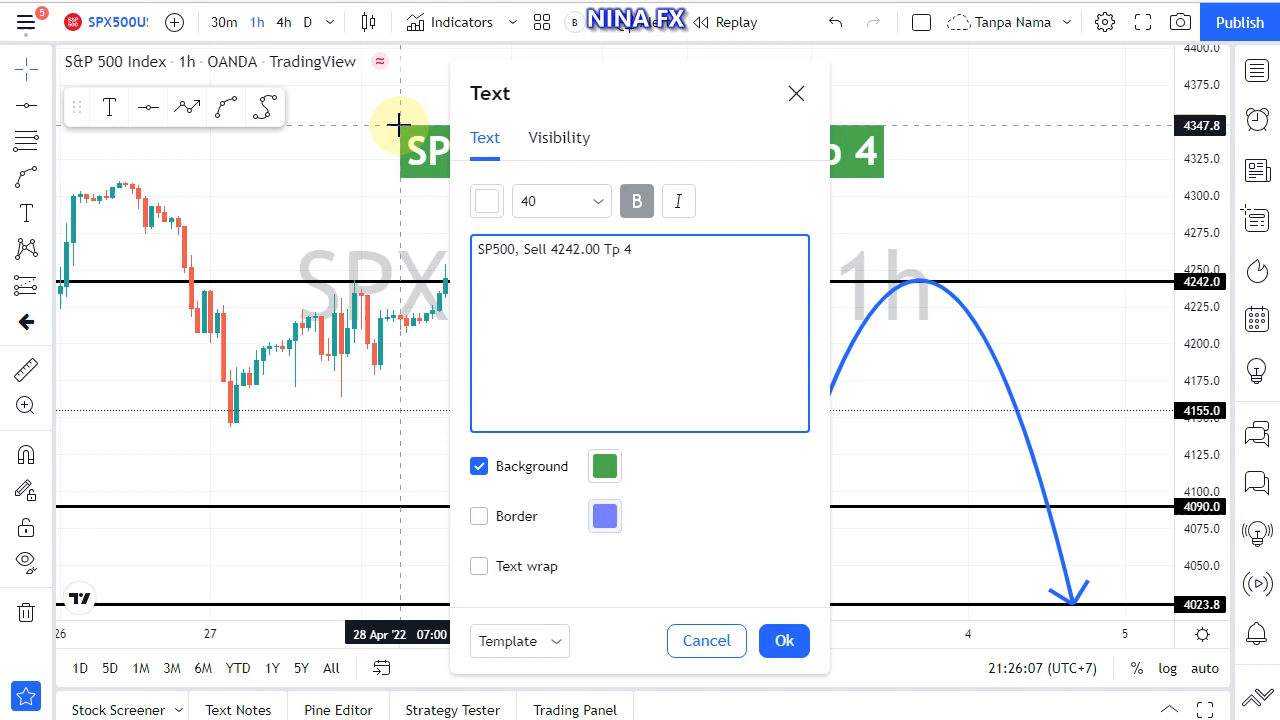 5
SPX500U
30m 1h 4h D
Indicators
B
NINA FX
Replay
Tanpa Nama
Publish
S&P 500 Index · 1h · OANDA · TradingView
SP
p 4
SPX
1h
Text
Text
Visibility
40
B
I
SP500, Sell 4242.00 Tp 4
Background
Border
Text wrap
Template
Cancel
Ok
4400.0
4375.0
4347.8
4325.0
4300.0
4275.0
4250.0
4242.0
4225.0
4200.0
4175.0
4155.0
4125.0
4100.0
4090.0
4075.0
4050.0
4023.8
26
27
28 Apr '22 07:00
4
5
1D 5D 1M 3M 6M YTD 1Y 5Y All
21:26:07 (UTC+7)
% log auto
Stock Screener
Text Notes
Pine Editor
Strategy Tester
Trading Panel